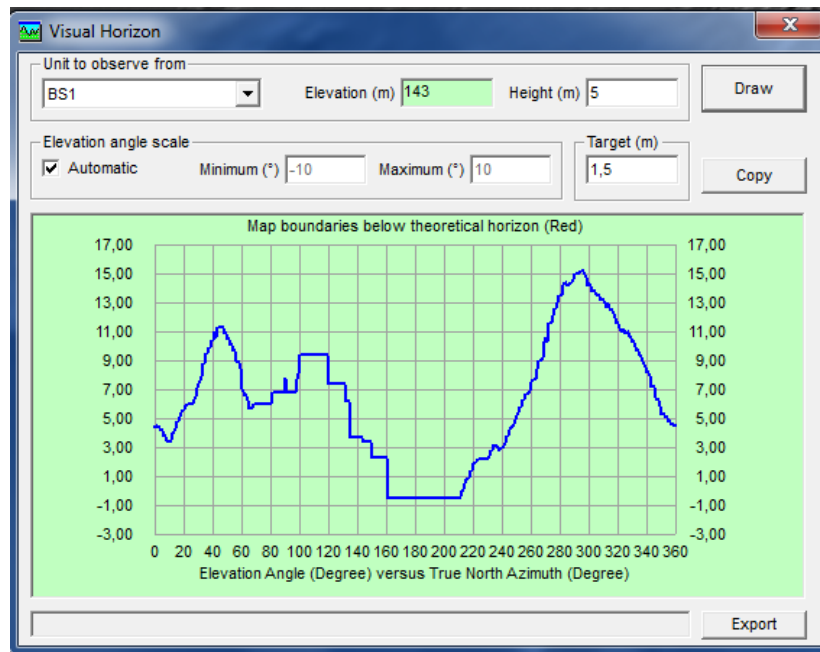 Visual Horizon
Unit to observe from
BS1
Elevation (m) 143
Height (m) 5
Draw
Elevation angle scale
Automatic
Minimum (°) -10
Maximum (°) 10
Target (m)
1,5
Copy
Map boundaries below theoretical horizon (Red)
17,00 17,00
15,00 15,00
13,00 13,00
11,00 11,00
9,00 9,00
7,00 7,00
5,00 5,00
3,00 3,00
1,00 1,00
-1,00 -1,00
-3,00 -3,00
0 20 40 60 80 100 120 140 160 180 200 220 240 260 280 300 320 340 360
Elevation Angle (Degree) versus True North Azimuth (Degree)
Export